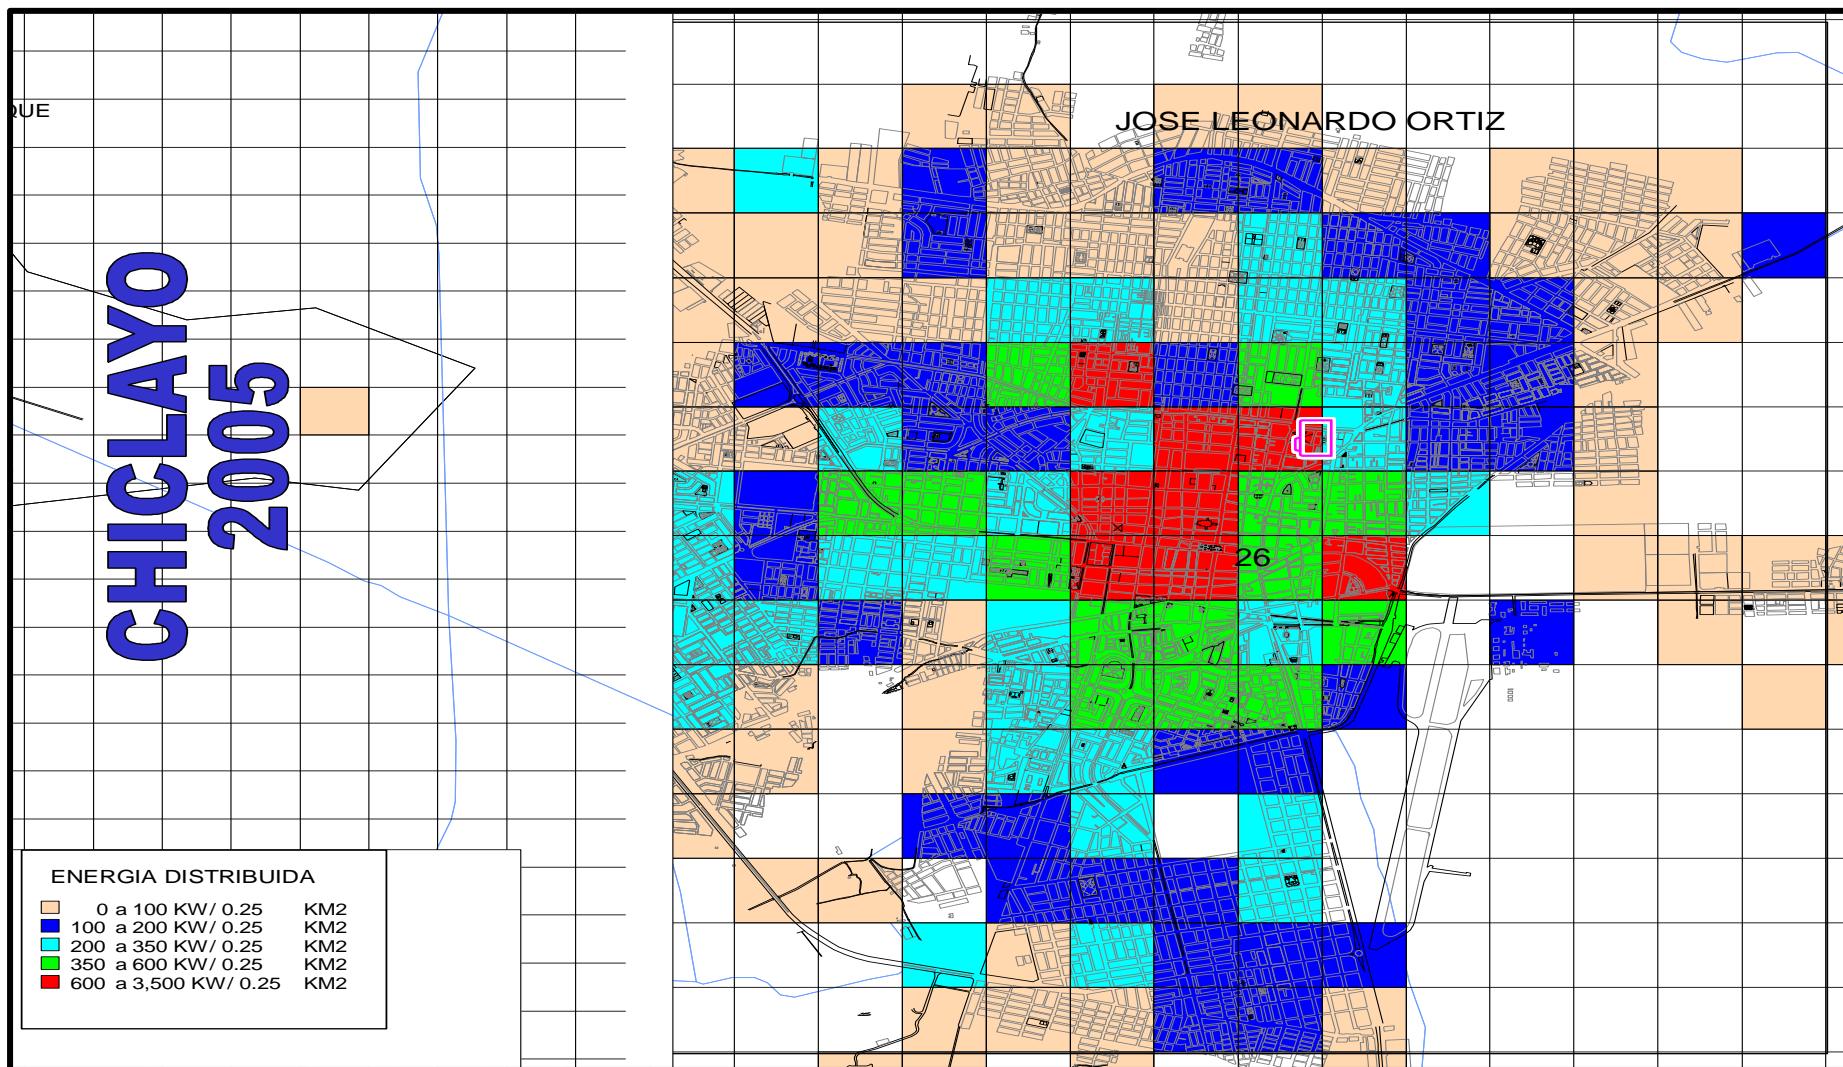 QUE
JOSE LEONARDO ORTIZ
CHICLAYO
2005
26
ENERGIA DISTRIBUIDA
0 a 100 KW/ 0.25 KM2
100 a 200 KW/ 0.25 KM2
200 a 350 KW/ 0.25 KM2
350 a 600 KW/ 0.25 KM2
600 a 3,500 KW/ 0.25 KM2